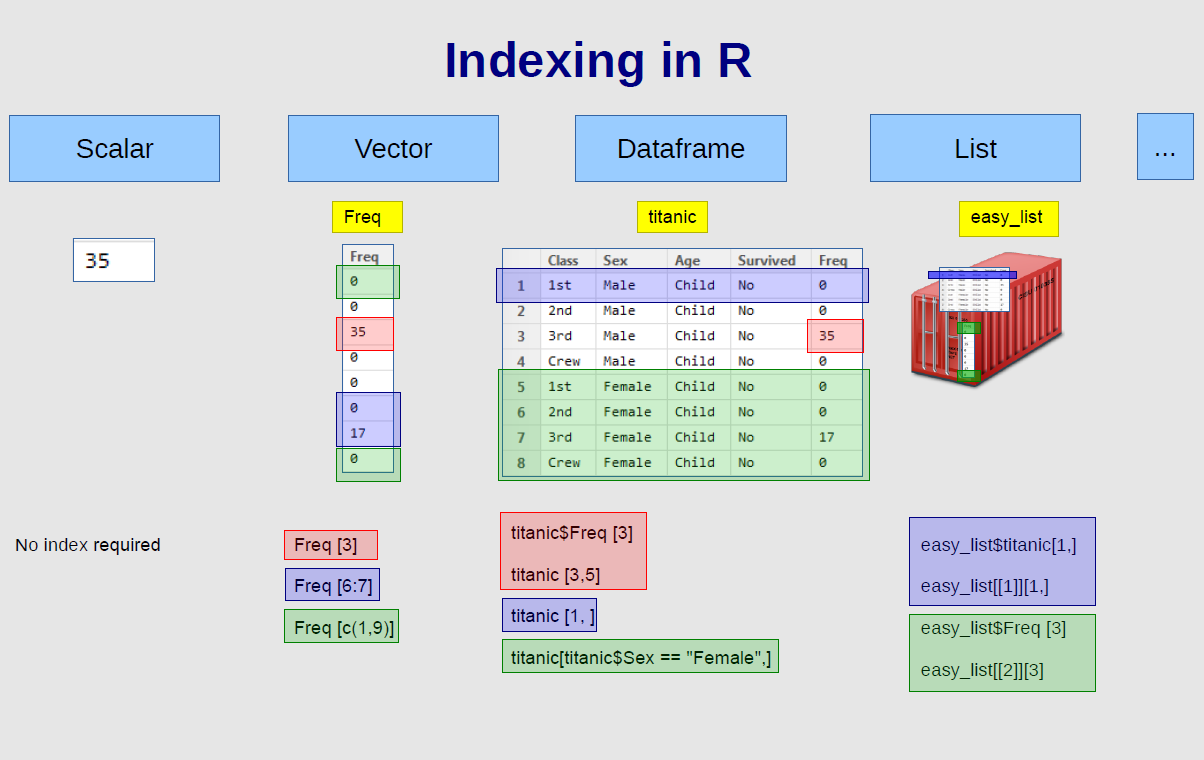 Indexing in R
Scalar
Vector
Dataframe
List
...
Freq
titanic
easy_list
35
Freq
0
0
35
0
0
0
17
0
Class Sex Age Survived Freq
1 1st Male Child No 0
2 2nd Male Child No 0
3 3rd Male Child No 35
4 Crew Male Child No 0
5 1st Female Child No 0
6 2nd Female Child No 0
7 3rd Female Child No 17
8 Crew Female Child No 0
No index required
Freq [3]
Freq [6:7]
Freq [c(1,9)]
titanic$Freq [3]
titanic [3,5]
titanic [1, ]
titanic[titanic$Sex == "Female",]
easy_list$titanic[1,]
easy_list[[1]][1,]
easy_list$Freq [3]
easy_list[[2]][3]